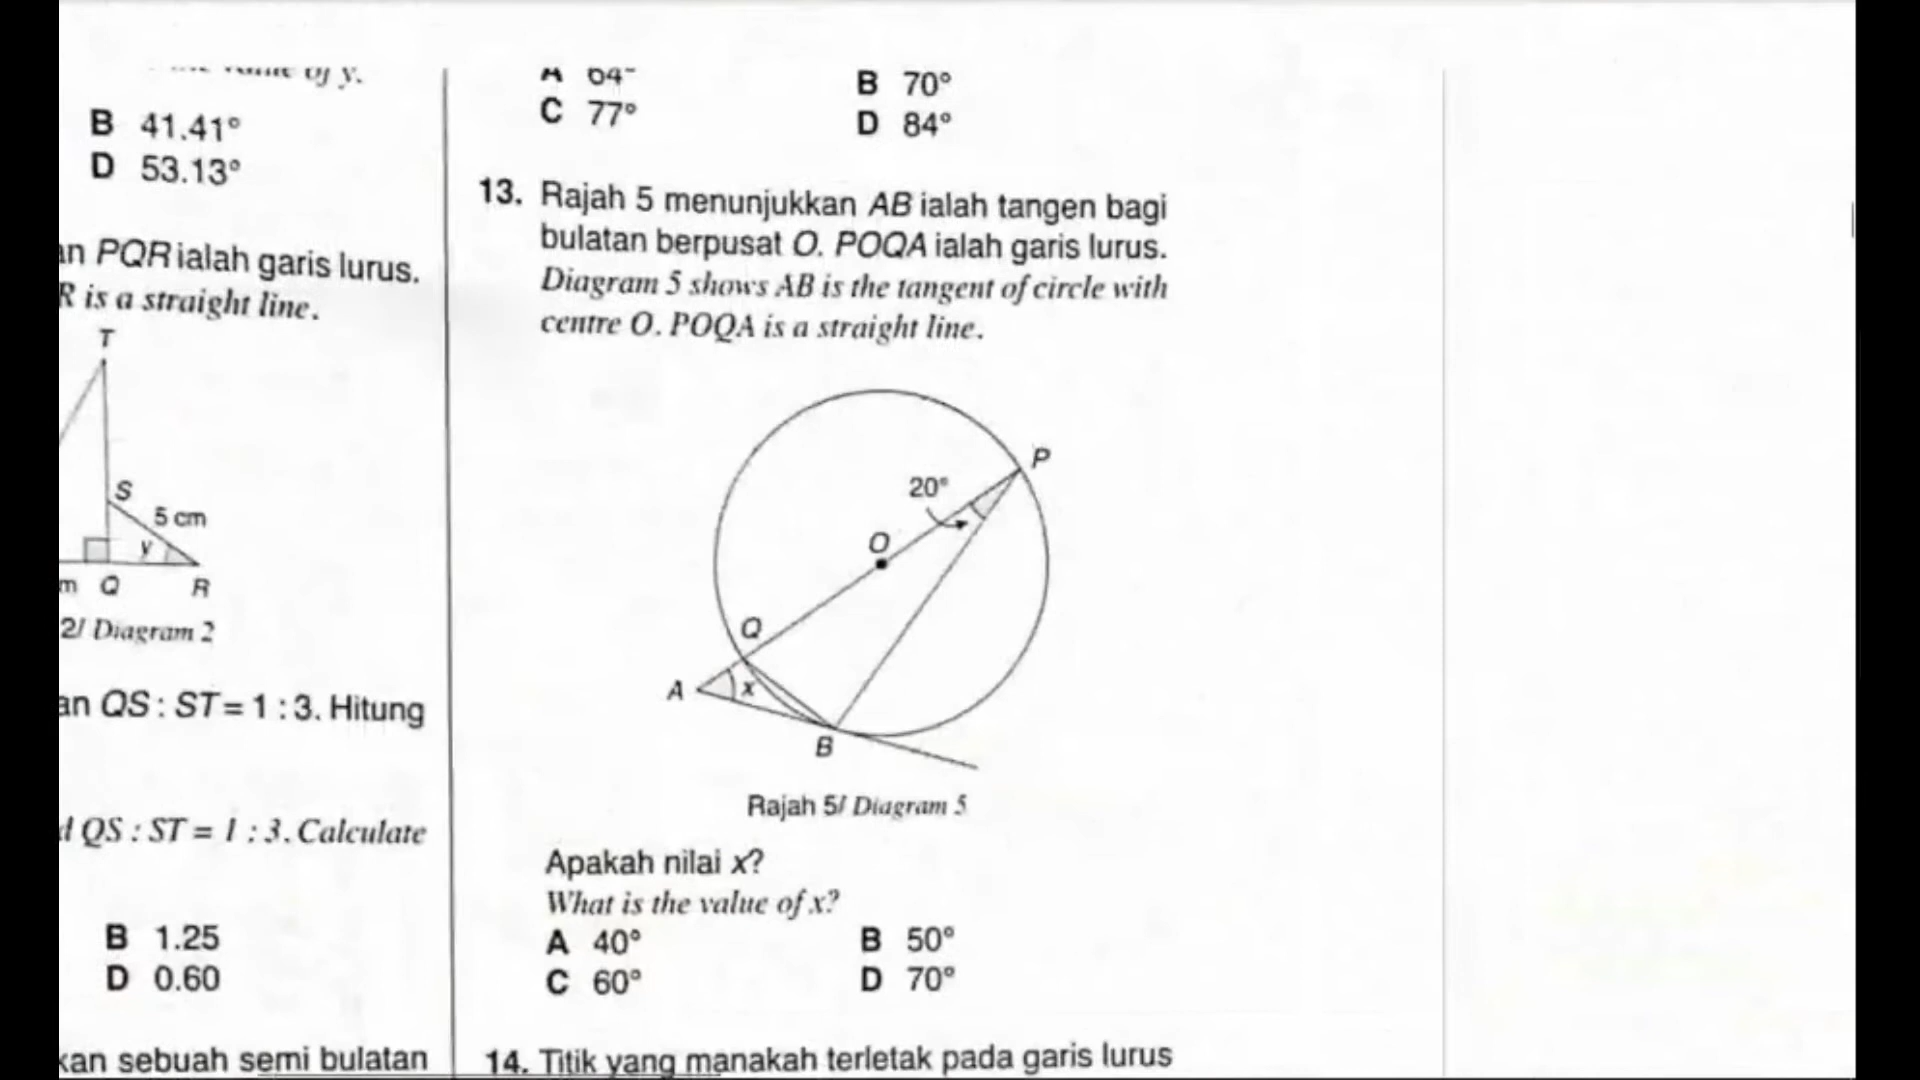 of y.
B 41.41°
D 53.13°
PQR ialah garis lurus.
R is a straight line.
T
S
5 cm
y
m Q R
2/ Diagram 2
QS : ST = 1 : 3. Hitung
QS : ST = 1 : 3. Calculate
B 1.25
D 0.60
sebuah semi bulatan
A 64° B 70°
C 77° D 84°
13. Rajah 5 menunjukkan AB ialah tangen bagi
bulatan berpusat O. POQA ialah garis lurus.
Diagram 5 shows AB is the tangent of circle with
centre O. POQA is a straight line.
P
20°
O
Q
A x
B
Rajah 5/ Diagram 5
Apakah nilai x?
What is the value of x?
A 40° B 50°
C 60° D 70°
14. Titik yang manakah terletak pada garis lurus